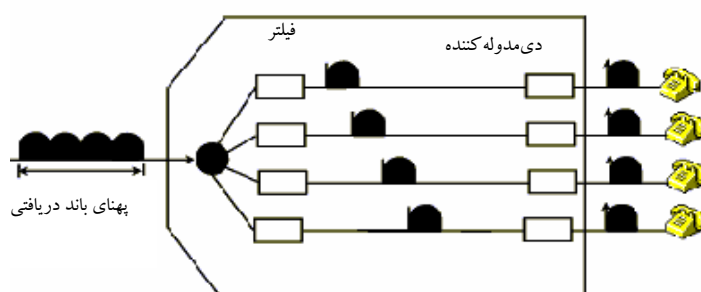 فیلتر
دی‌مدوله کننده
پهنای باند دریافتی